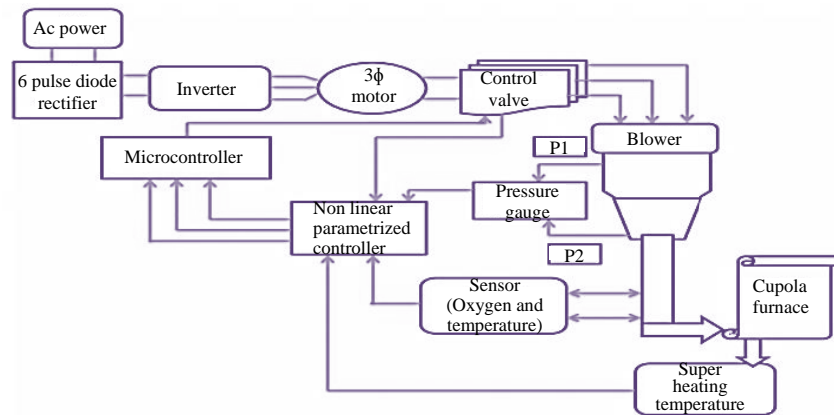 Ac power
6 pulse diode
rectifier
Inverter
3ϕ
motor
Control
valve
Blower
Microcontroller
P1
Pressure
gauge
Non linear
parametrized
controller
P2
Sensor
(Oxygen and
temperature)
Cupola
furnace
Super
heating
temperature